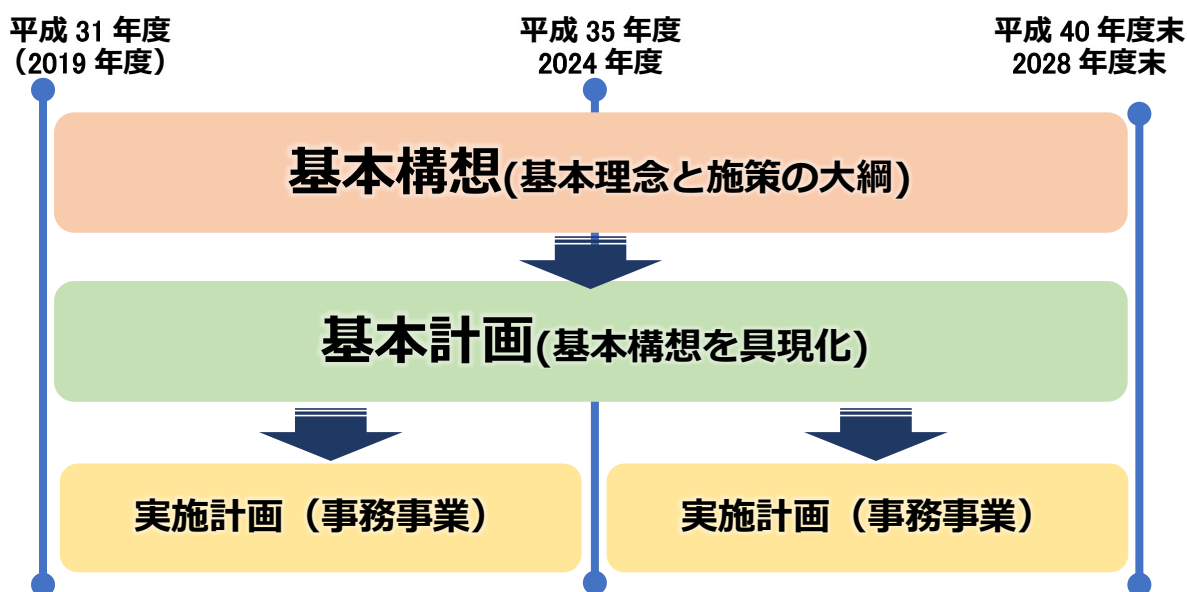 平成 31 年度
（2019 年度）
平成 35 年度
2024 年度
平成 40 年度末
2028 年度末
基本構想(基本理念と施策の大綱)
基本計画(基本構想を具現化)
実施計画（事務事業）
実施計画（事務事業）